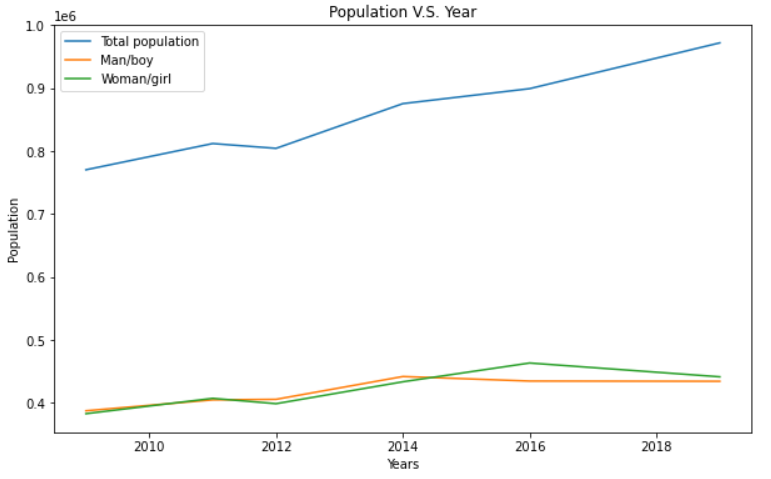 Population V.S. Year
1e6
1.0
0.9
0.8
0.7
0.6
0.5
0.4
Population
Total population
Man/boy
Woman/girl
2010 2012 2014 2016 2018
Years